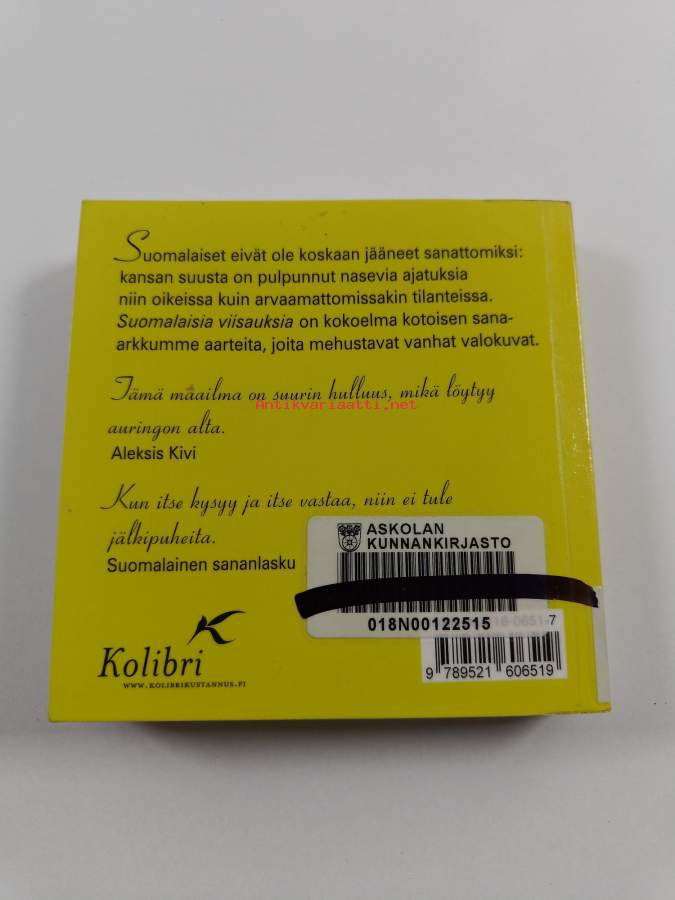 Suomalaiset eivät ole koskaan jääneet sanattomiksi:
kansan suusta on pulpunnut nasevia ajatuksia
niin oikeissa kuin arvaamattomissakin tilanteissa.
Suomalaisia viisauksia on kokoelma kotoisen sana-
arkkumme aarteita, joita mehustavat vanhat valokuvat.
Tämä maailma on suurin hulluus, mikä löytyy
Antikvariaatti.net
auringon alta.
Aleksis Kivi
Kun itse kysyy ja itse vastaa, niin ei tule
jälkipuheita.
Suomalainen sananlasku
ASKOLAN
KUNNANKIRJASTO
018N00122515
16-0651-7
9 789521 606519
Kolibri
WWW.KOLIBRIKUSTANNUS.FI